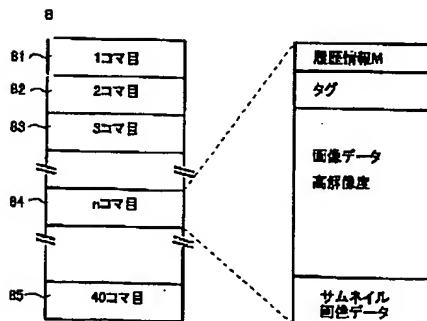 8
81
1コマ目
82
2コマ目
83
3コマ目
84
nコマ目
85
40コマ目
履歴情報M
タグ
画像データ
高解像度
サムネイル
画像データ